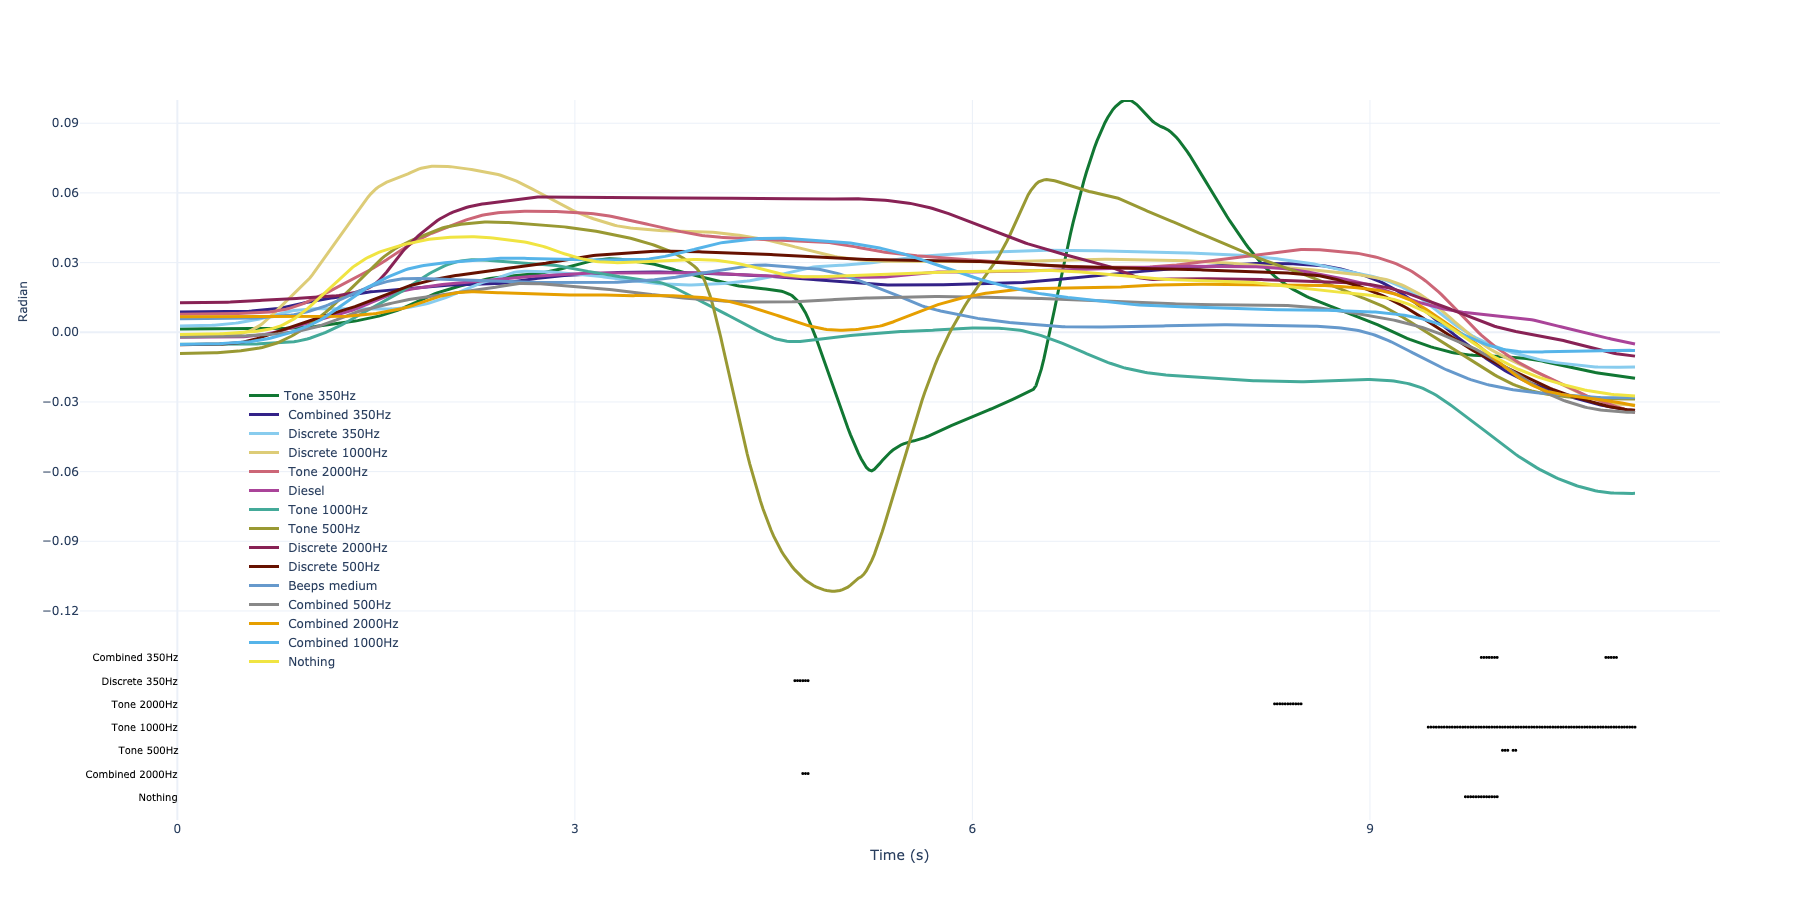 0.09
0.06
0.03
0.00
−0.03
−0.06
−0.09
−0.12
Radian
Tone 350Hz
Combined 350Hz
Discrete 350Hz
Discrete 1000Hz
Tone 2000Hz
Diesel
Tone 1000Hz
Tone 500Hz
Discrete 2000Hz
Discrete 500Hz
Beeps medium
Combined 500Hz
Combined 2000Hz
Combined 1000Hz
Nothing
Combined 350Hz
Discrete 350Hz
Tone 2000Hz
Tone 1000Hz
Tone 500Hz
Combined 2000Hz
Nothing
0 3 6 9
Time (s)